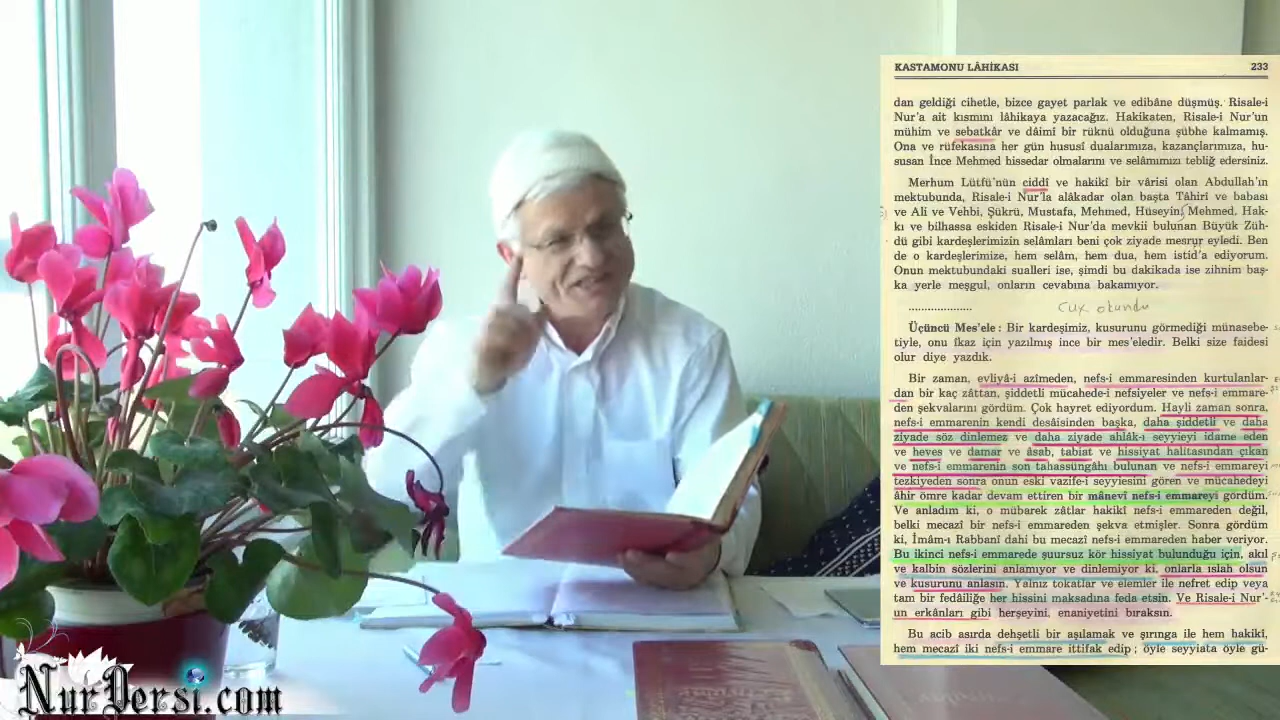 KASTAMONU LÂHİKASI 233
dan geldiği cihetle, bizce gayet parlak ve edibâne düşmüş. Risale-i
Nur'a ait kısmını lâhikaya yazacağız. Hakikaten, Risale-i Nur'un
mühim ve sebatkâr ve dâimî bir rüknü olduğuna şübhe kalmamış.
Ona ve rüfekasına her gün hususî dualarımıza, kazançlarımıza, hu-
susan İnce Mehmed hissedar olmalarını ve selâmımızı tebliğ edersiniz.
Merhum Lütfü'nün ciddî ve hakikî bir vârisi olan Abdullah'ın
mektubunda, Risale-i Nur'la alâkadar olan başta Tâhirî ve babası
ve Ali ve Vehbi, Şükrü, Mustafa, Mehmed, Hüseyin, Mehmed, Hak-
kı ve bilhassa eskiden Risale-i Nur'da mevkii bulunan Büyük Züh-
dü gibi kardeşlerimizin selâmları beni çok ziyade mesrur eyledi. Ben
de o kardeşlerimize, hem selâm, hem dua, hem istid'a ediyorum.
Onun mektubundaki sualleri ise, şimdi bu dakikada ise zihnim baş-
ka yerle meşgul, onların cevabına bakamıyor.
.................... okundu
Üçüncü Mes'ele: Bir kardeşimiz, kusurunu görmediği münasebe-
tiyle, onu îkaz için yazılmış ince bir mes'eledir. Belki size faidesi
olur diye yazdık.
Bir zaman, evliyâ-i azîmeden, nefs-i emmaresinden kurtulanlar-
dan bir kaç zâttan, şiddetli mücahede-i nefsiyeler ve nefs-i emmare-
den şekvalarını gördüm. Çok hayret ediyordum. Hayli zaman sonra,
nefs-i emmarenin kendi desâisinden başka, daha şiddetli ve daha
ziyade söz dinlemez ve daha ziyade ahlâk-ı seyyieyi idame eden
ve heves ve damar ve âsab, tabiat ve hissiyat halitasından çıkan
ve nefs-i emmarenin son tahassüngâhı bulunan ve nefs-i emmareyi
tezkiyeden sonra onun eski vazife-i seyyiesini gören ve mücahedeyi
âhir ömre kadar devam ettiren bir mânevî nefs-i emmareyi gördüm.
Ve anladım ki, o mübarek zâtlar hakikî nefs-i emmareden değil,
belki mecazî bir nefs-i emmareden şekva etmişler. Sonra gördüm
ki, İmâm-ı Rabbanî dahi bu mecazî nefs-i emmareden haber veriyor.
Bu ikinci nefs-i emmarede şuursuz kör hissiyat bulunduğu için, akıl
ve kalbin sözlerini anlamıyor ve dinlemiyor ki, onlarla ıslah olsun
ve kusurunu anlasın. Yalnız tokatlar ve elemler ile nefret edip veya
tam bir fedâiliğe her hissini maksadına feda etsin. Ve Risale-i Nur'-
un erkânları gibi herşeyini, enaniyetini bıraksın.
Bu acib asırda dehşetli bir aşılamak ve şırınga ile hem hakikî,
hem mecazî iki nefs-i emmare ittifak edip; öyle seyyiata öyle gü-
NurDersi.com